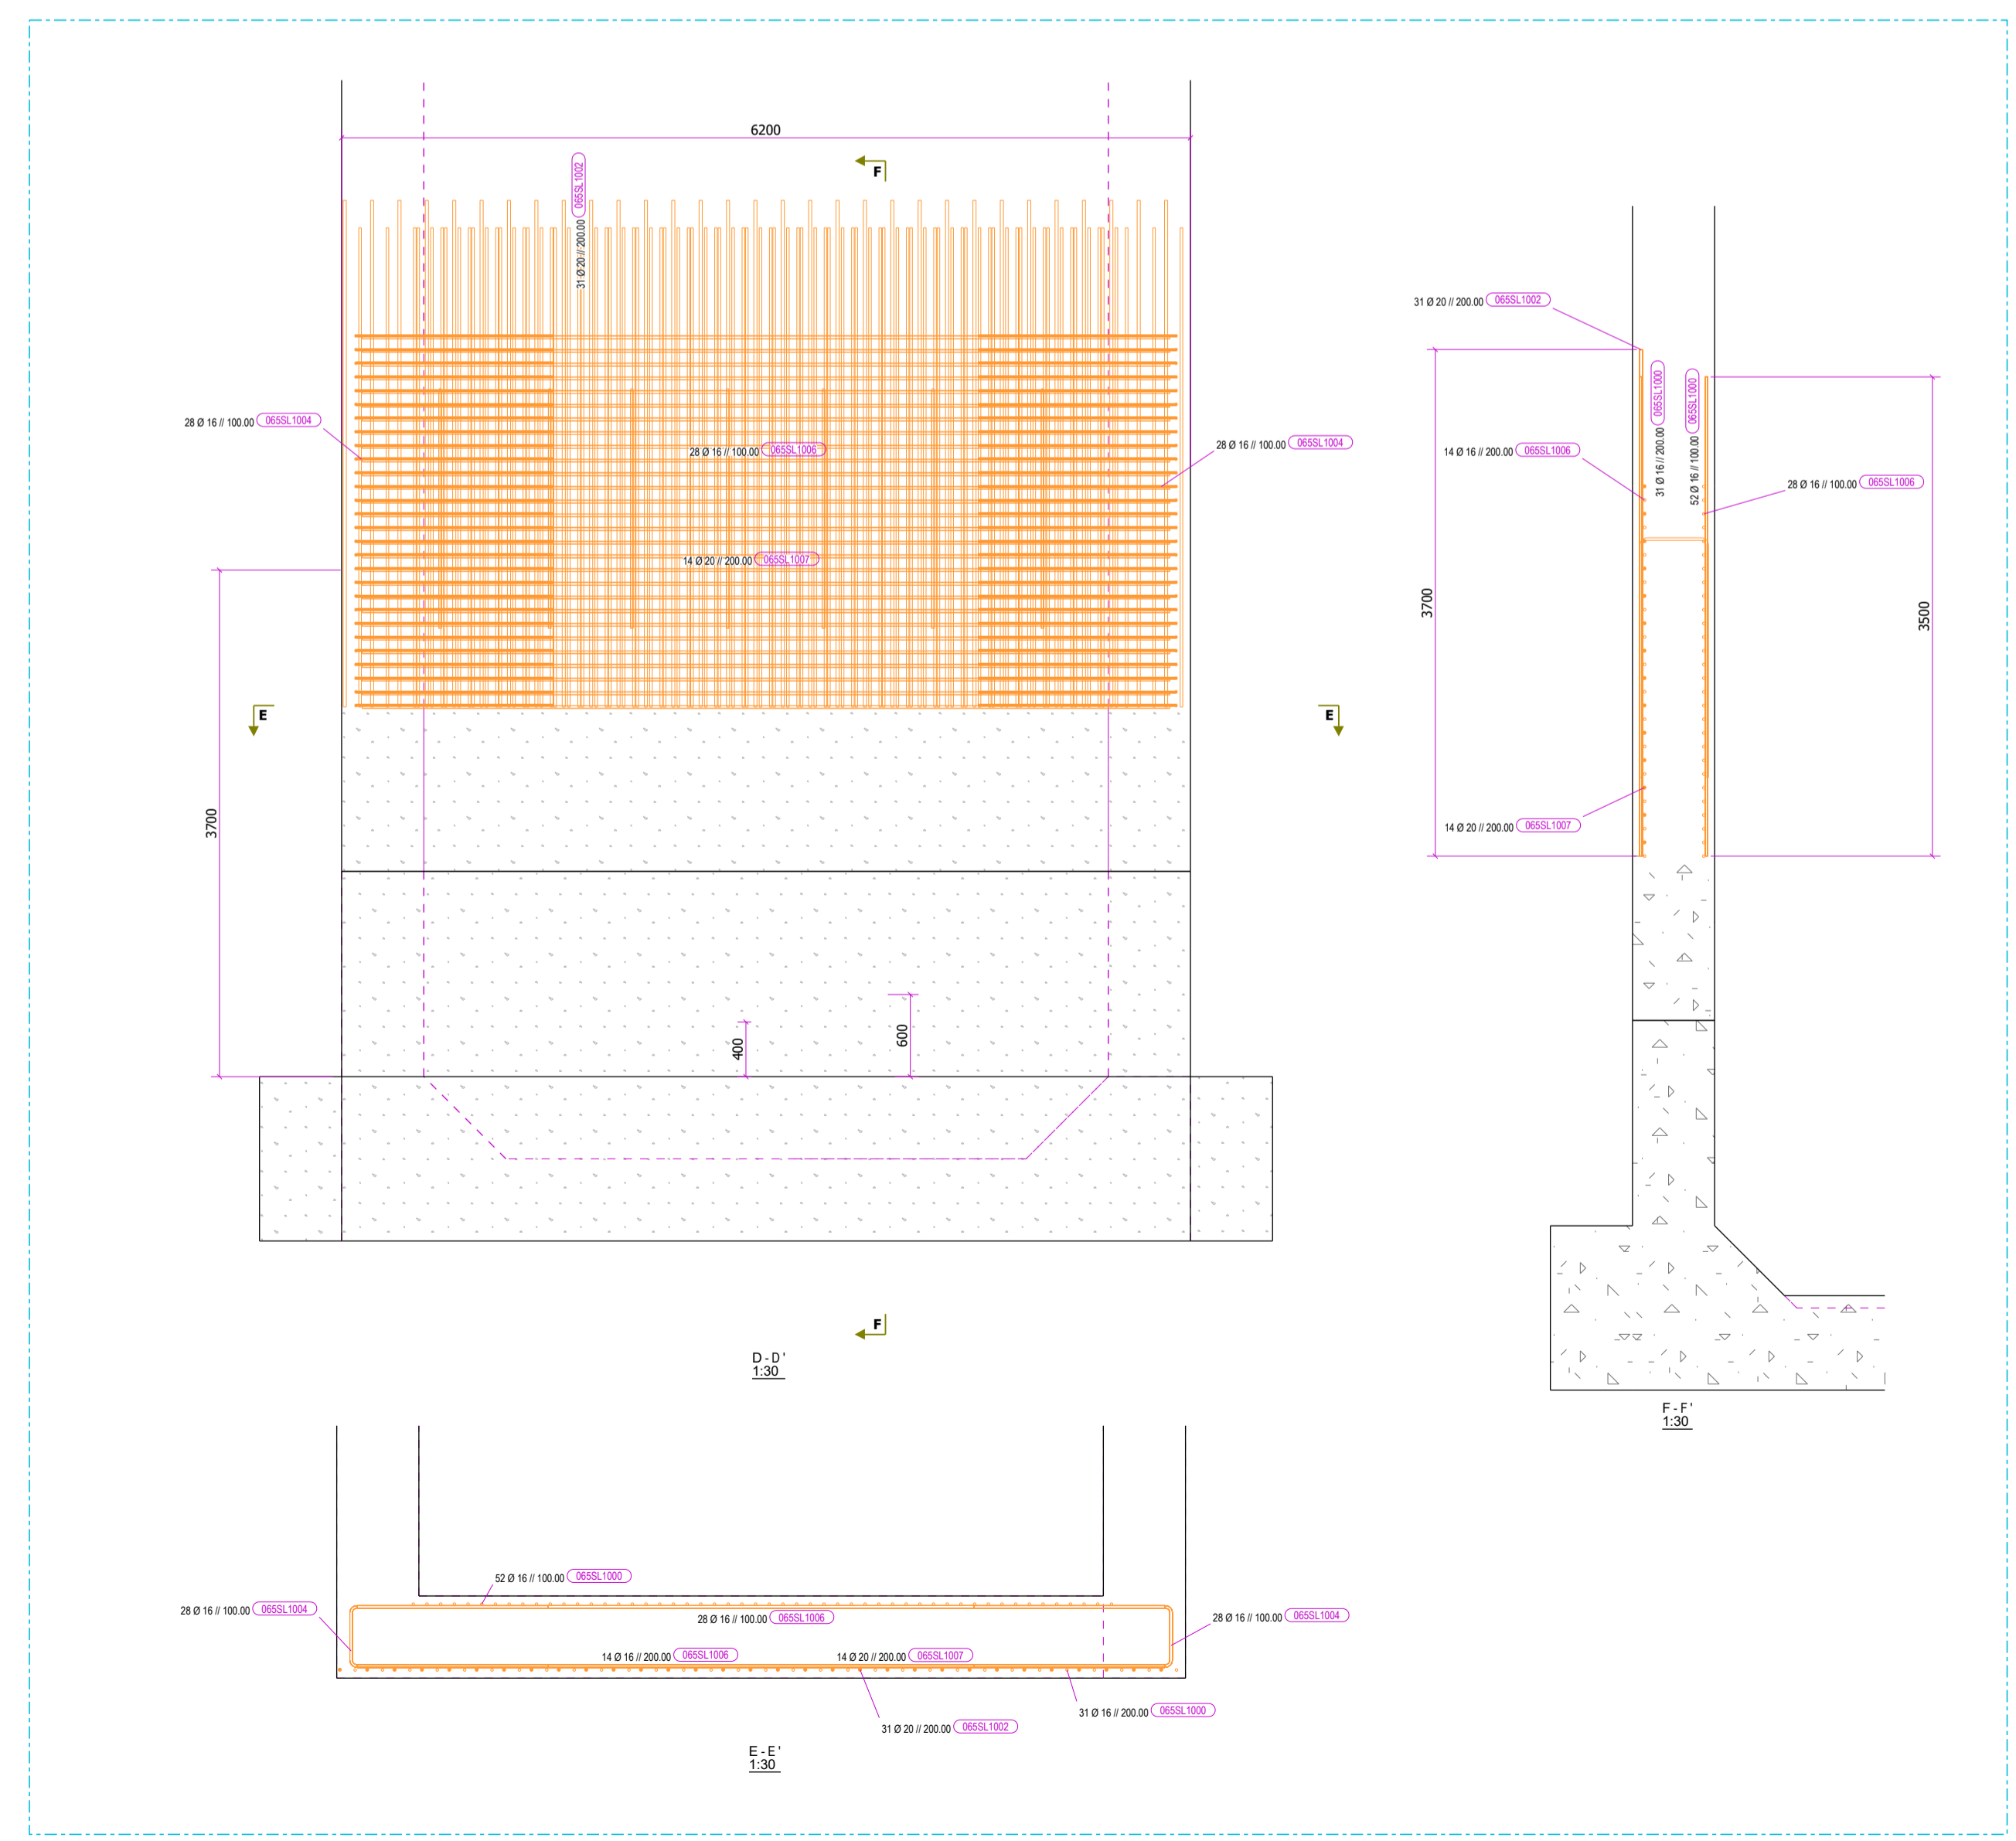 6200
F
31 Ø 20 // 200.00 065SL1002
31 Ø 20 // 200.00 065SL1002
28 Ø 16 // 100.00 065SL1004
28 Ø 16 // 100.00 065SL1006
28 Ø 16 // 100.00 065SL1004
14 Ø 20 // 200.00 065SL1007
14 Ø 16 // 200.00 065SL1006
31 Ø 16 // 200.00 065SL1000
52 Ø 16 // 100.00 065SL1000
28 Ø 16 // 100.00 065SL1006
3700
3500
E
E
3700
14 Ø 20 // 200.00 065SL1007
400
600
F
D - D'
1:30
F - F'
1:30
52 Ø 16 // 100.00 065SL1000
28 Ø 16 // 100.00 065SL1004
28 Ø 16 // 100.00 065SL1006
28 Ø 16 // 100.00 065SL1004
14 Ø 16 // 200.00 065SL1006
14 Ø 20 // 200.00 065SL1007
31 Ø 16 // 200.00 065SL1000
31 Ø 20 // 200.00 065SL1002
E - E'
1:30